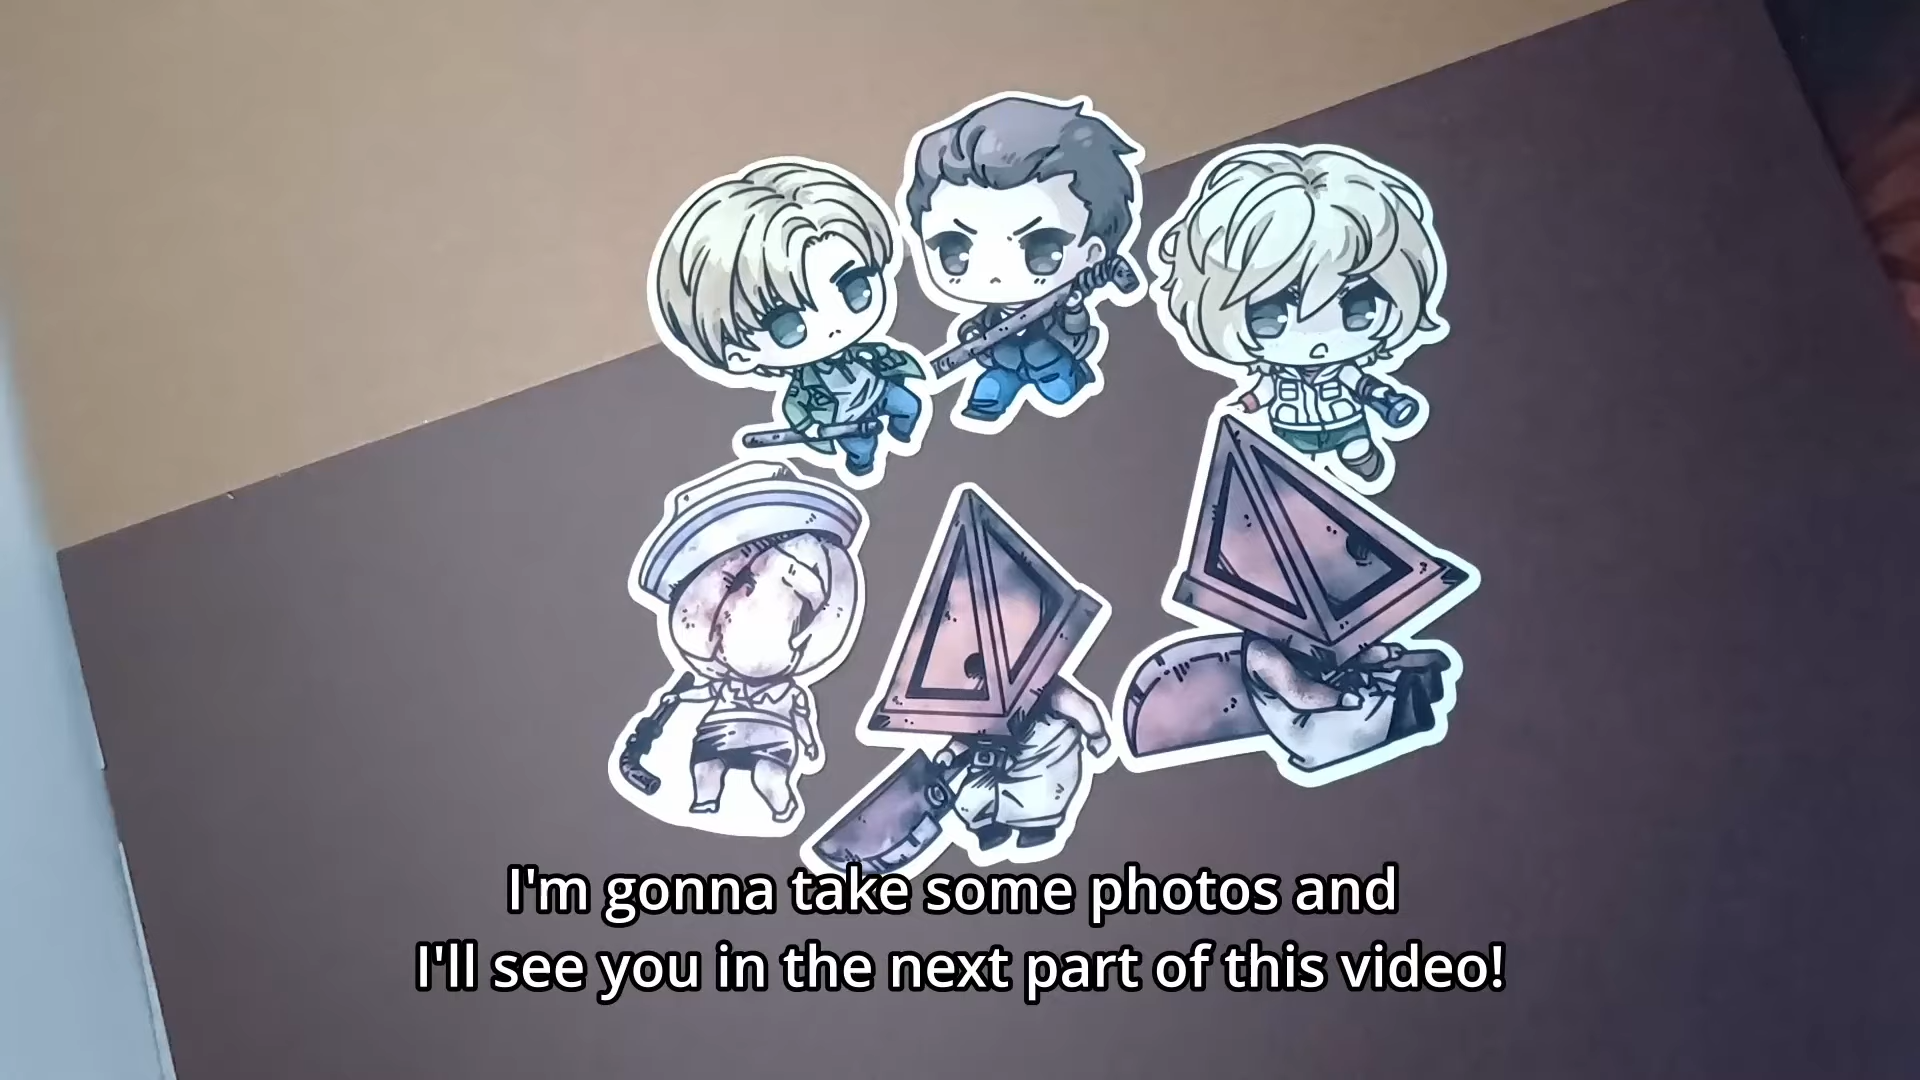 I'm gonna take some photos and
I'll see you in the next part of this video!